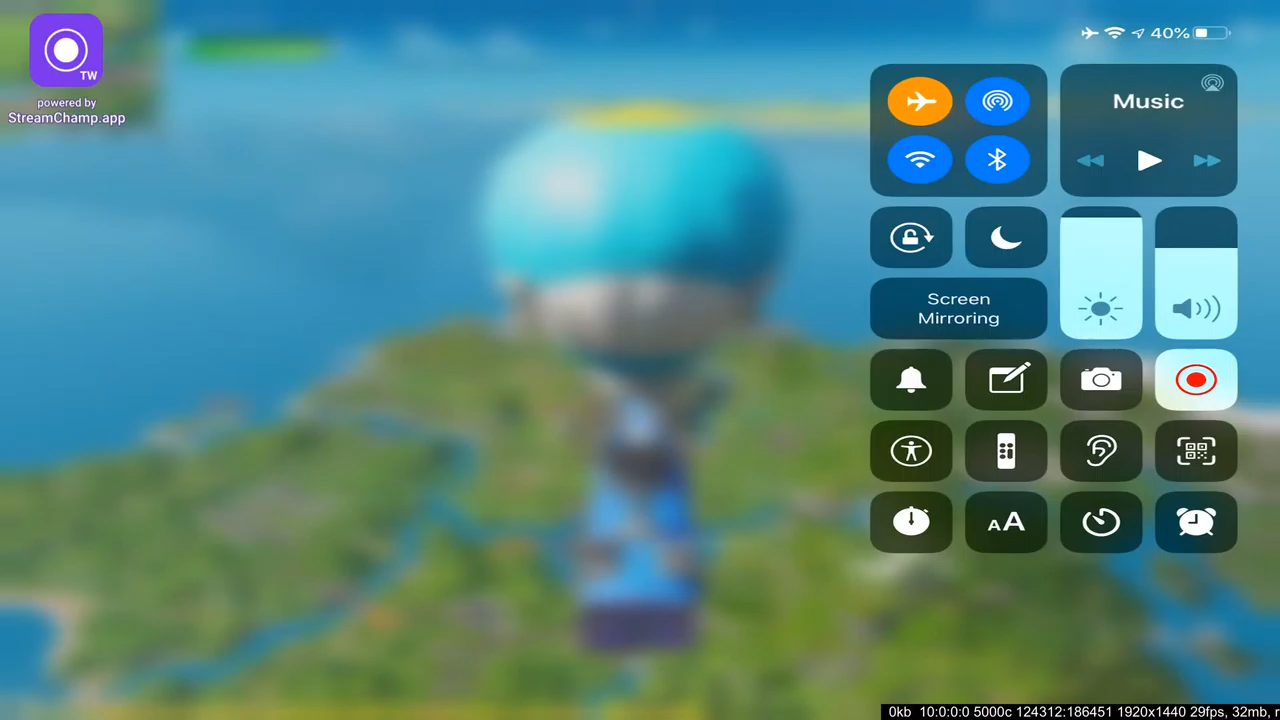 TW
powered by
StreamChamp.app
40%
Music
Screen
Mirroring
AA
0kb 10:0:0:0 5000c 124312:186451 1920x1440 29fps, 32mb, r